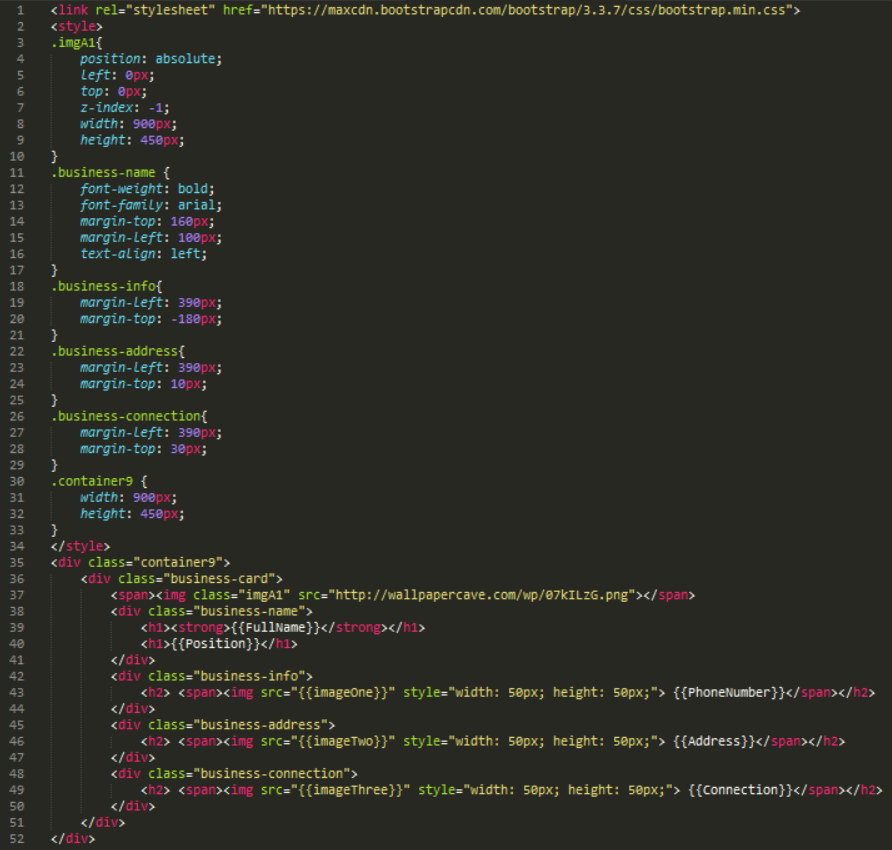 1 <link rel="stylesheet" href="https://maxcdn.bootstrapcdn.com/bootstrap/3.3.7/css/bootstrap.min.css">
2 <style>
3 .imgA1{
4     position: absolute;
5     left: 0px;
6     top: 0px;
7     z-index: -1;
8     width: 900px;
9     height: 450px;
10 }
11 .business-name {
12     font-weight: bold;
13     font-family: arial;
14     margin-top: 160px;
15     margin-left: 100px;
16     text-align: left;
17 }
18 .business-info{
19     margin-left: 390px;
20     margin-top: -180px;
21 }
22 .business-address{
23     margin-left: 390px;
24     margin-top: 10px;
25 }
26 .business-connection{
27     margin-left: 390px;
28     margin-top: 30px;
29 }
30 .container9 {
31     width: 900px;
32     height: 450px;
33 }
34 </style>
35 <div class="container9">
36     <div class="business-card">
37         <span><img class="imgA1" src="http://wallpapercave.com/wp/07kILzG.png"></span>
38         <div class="business-name">
39             <h1><strong>{{FullName}}</strong></h1>
40             <h1>{{Position}}</h1>
41         </div>
42         <div class="business-info">
43             <h2> <span><img src="{{imageOne}}" style="width: 50px; height: 50px;"> {{PhoneNumber}}</span></h2>
44         </div>
45         <div class="business-address">
46             <h2> <span><img src="{{imageTwo}}" style="width: 50px; height: 50px;"> {{Address}}</span></h2>
47         </div>
48         <div class="business-connection">
49             <h2> <span><img src="{{imageThree}}" style="width: 50px; height: 50px;"> {{Connection}}</span></h2>
50         </div>
51     </div>
52 </div>